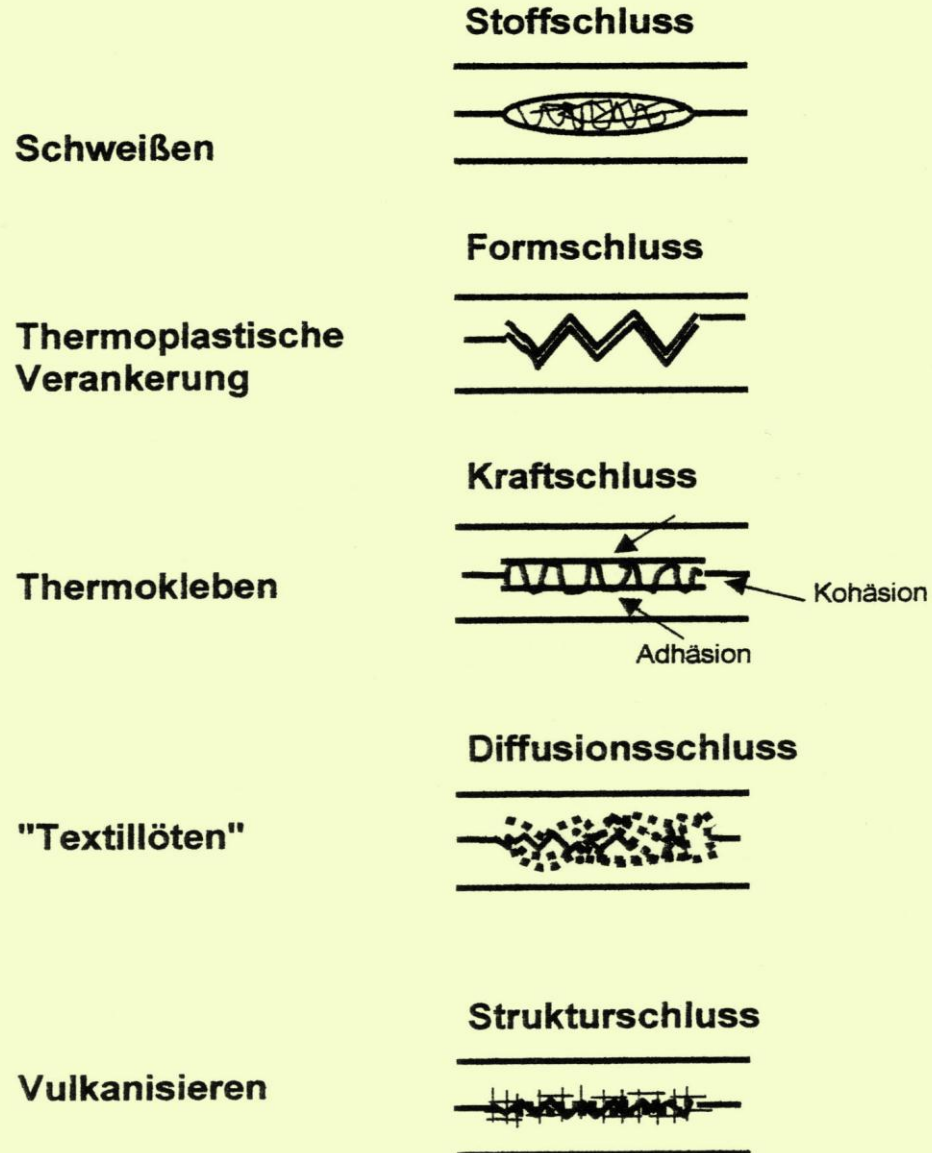 Stoffschluss
Schweißen
Formschluss
Thermoplastische
Verankerung
Kraftschluss
Thermokleben
Kohäsion
Adhäsion
Diffusionsschluss
"Textillöten"
Strukturschluss
Vulkanisieren